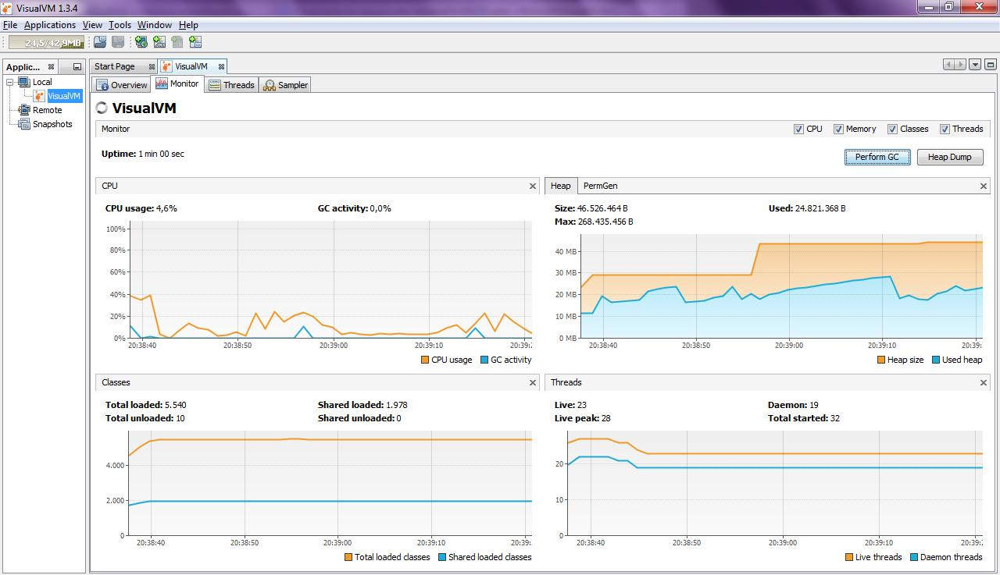 VisualVM 1.3.4
File Applications View Tools Window Help
24,5/42,9MB
Applic...
Start Page VisualVM
Local
VisualVM
Remote
Snapshots
Overview Monitor Threads Sampler
VisualVM
Monitor CPU Memory Classes Threads
Uptime: 1 min 00 sec
Perform GC Heap Dump
CPU
CPU usage: 4,6% GC activity: 0,0%
100%
80%
60%
40%
20%
0%
20:38:40 20:38:50 20:39:00 20:39:10 20:39:2
CPU usage GC activity
Heap PermGen
Size: 46.526.464 B Used: 24.821.368 B
Max: 268.435.456 B
40 MB
30 MB
20 MB
10 MB
0 MB
20:38:40 20:38:50 20:39:00 20:39:10 20:39:
Heap size Used heap
Classes
Total loaded: 5.540 Shared loaded: 1.978
Total unloaded: 10 Shared unloaded: 0
4.000
2.000
0
20:38:40 20:38:50 20:39:00 20:39:10 20:39:
Total loaded classes Shared loaded classes
Threads
Live: 23 Daemon: 19
Live peak: 28 Total started: 32
20
10
0
20:38:40 20:38:50 20:39:00 20:39:10 20:39:2
Live threads Daemon threads